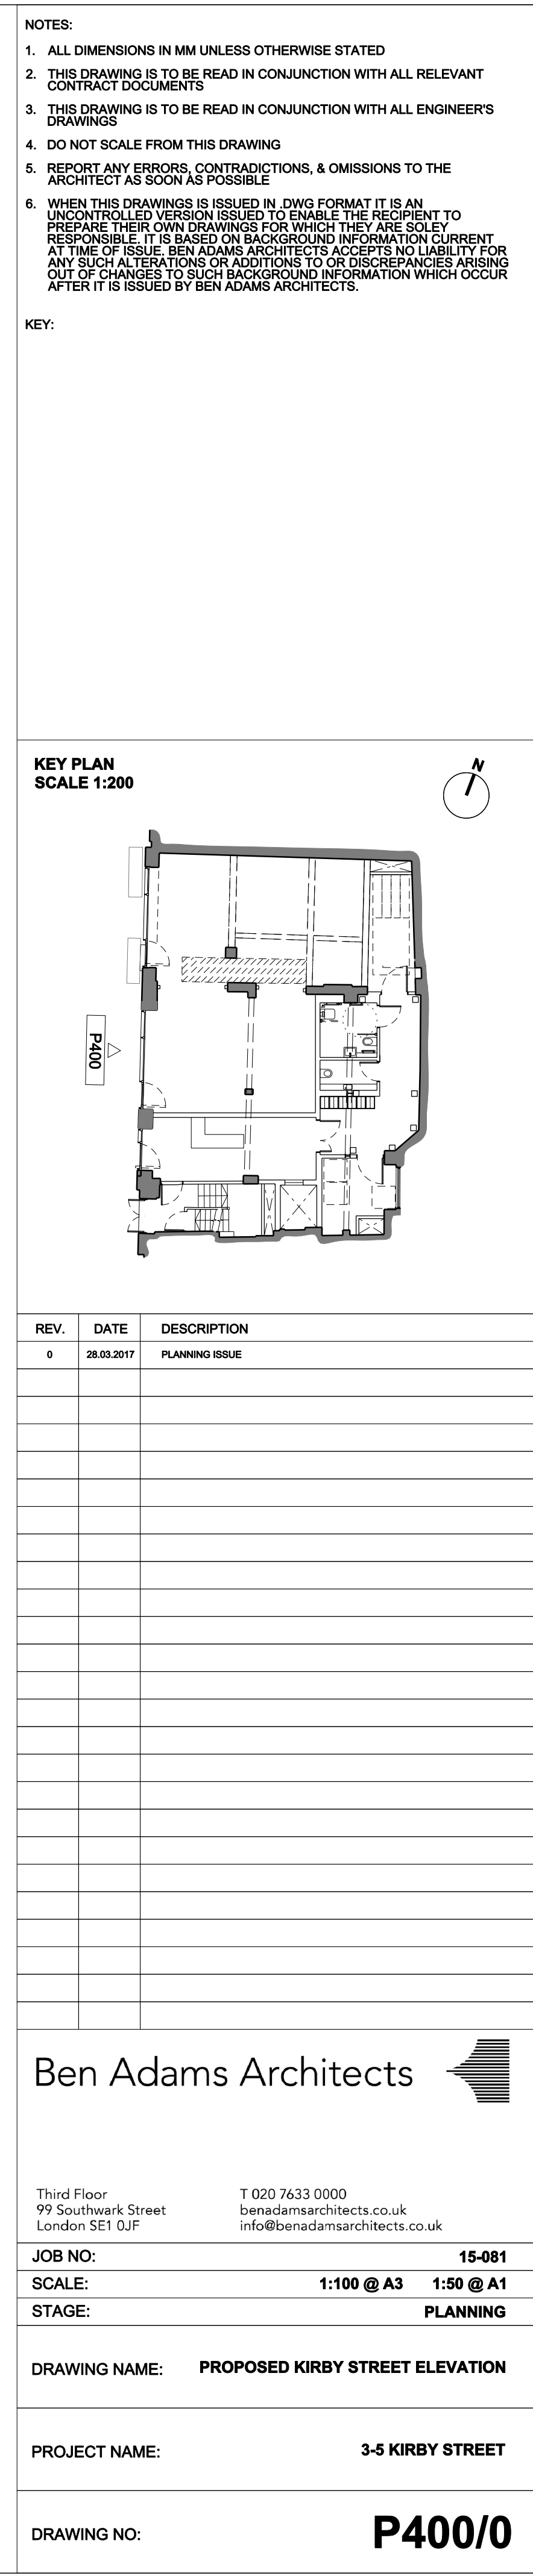 NOTES:
1. ALL DIMENSIONS IN MM UNLESS OTHERWISE STATED
2. THIS DRAWING IS TO BE READ IN CONJUNCTION WITH ALL RELEVANT
CONTRACT DOCUMENTS
3. THIS DRAWING IS TO BE READ IN CONJUNCTION WITH ALL ENGINEER'S
DRAWINGS
4. DO NOT SCALE FROM THIS DRAWING
5. REPORT ANY ERRORS, CONTRADICTIONS, & OMISSIONS TO THE
ARCHITECT AS SOON AS POSSIBLE
6. WHEN THIS DRAWINGS IS ISSUED IN .DWG FORMAT IT IS AN
UNCONTROLLED VERSION ISSUED TO ENABLE THE RECIPIENT TO
PREPARE THEIR OWN DRAWINGS FOR WHICH THEY ARE SOLEY
RESPONSIBLE. IT IS BASED ON BACKGROUND INFORMATION CURRENT
AT TIME OF ISSUE. BEN ADAMS ARCHITECTS ACCEPTS NO LIABILITY FOR
ANY SUCH ALTERATIONS OR ADDITIONS TO OR DISCREPANCIES ARISING
OUT OF CHANGES TO SUCH BACKGROUND INFORMATION WHICH OCCUR
AFTER IT IS ISSUED BY BEN ADAMS ARCHITECTS.
KEY:
KEY PLAN
SCALE 1:200
N
P400
REV. DATE DESCRIPTION
0 28.03.2017 PLANNING ISSUE
Ben Adams Architects
Third Floor T 020 7633 0000
99 Southwark Street benadamsarchitects.co.uk
London SE1 0JF info@benadamsarchitects.co.uk
JOB NO: 15-081
SCALE: 1:100 @ A3 1:50 @ A1
STAGE: PLANNING
DRAWING NAME: PROPOSED KIRBY STREET ELEVATION
PROJECT NAME: 3-5 KIRBY STREET
DRAWING NO: P400/0